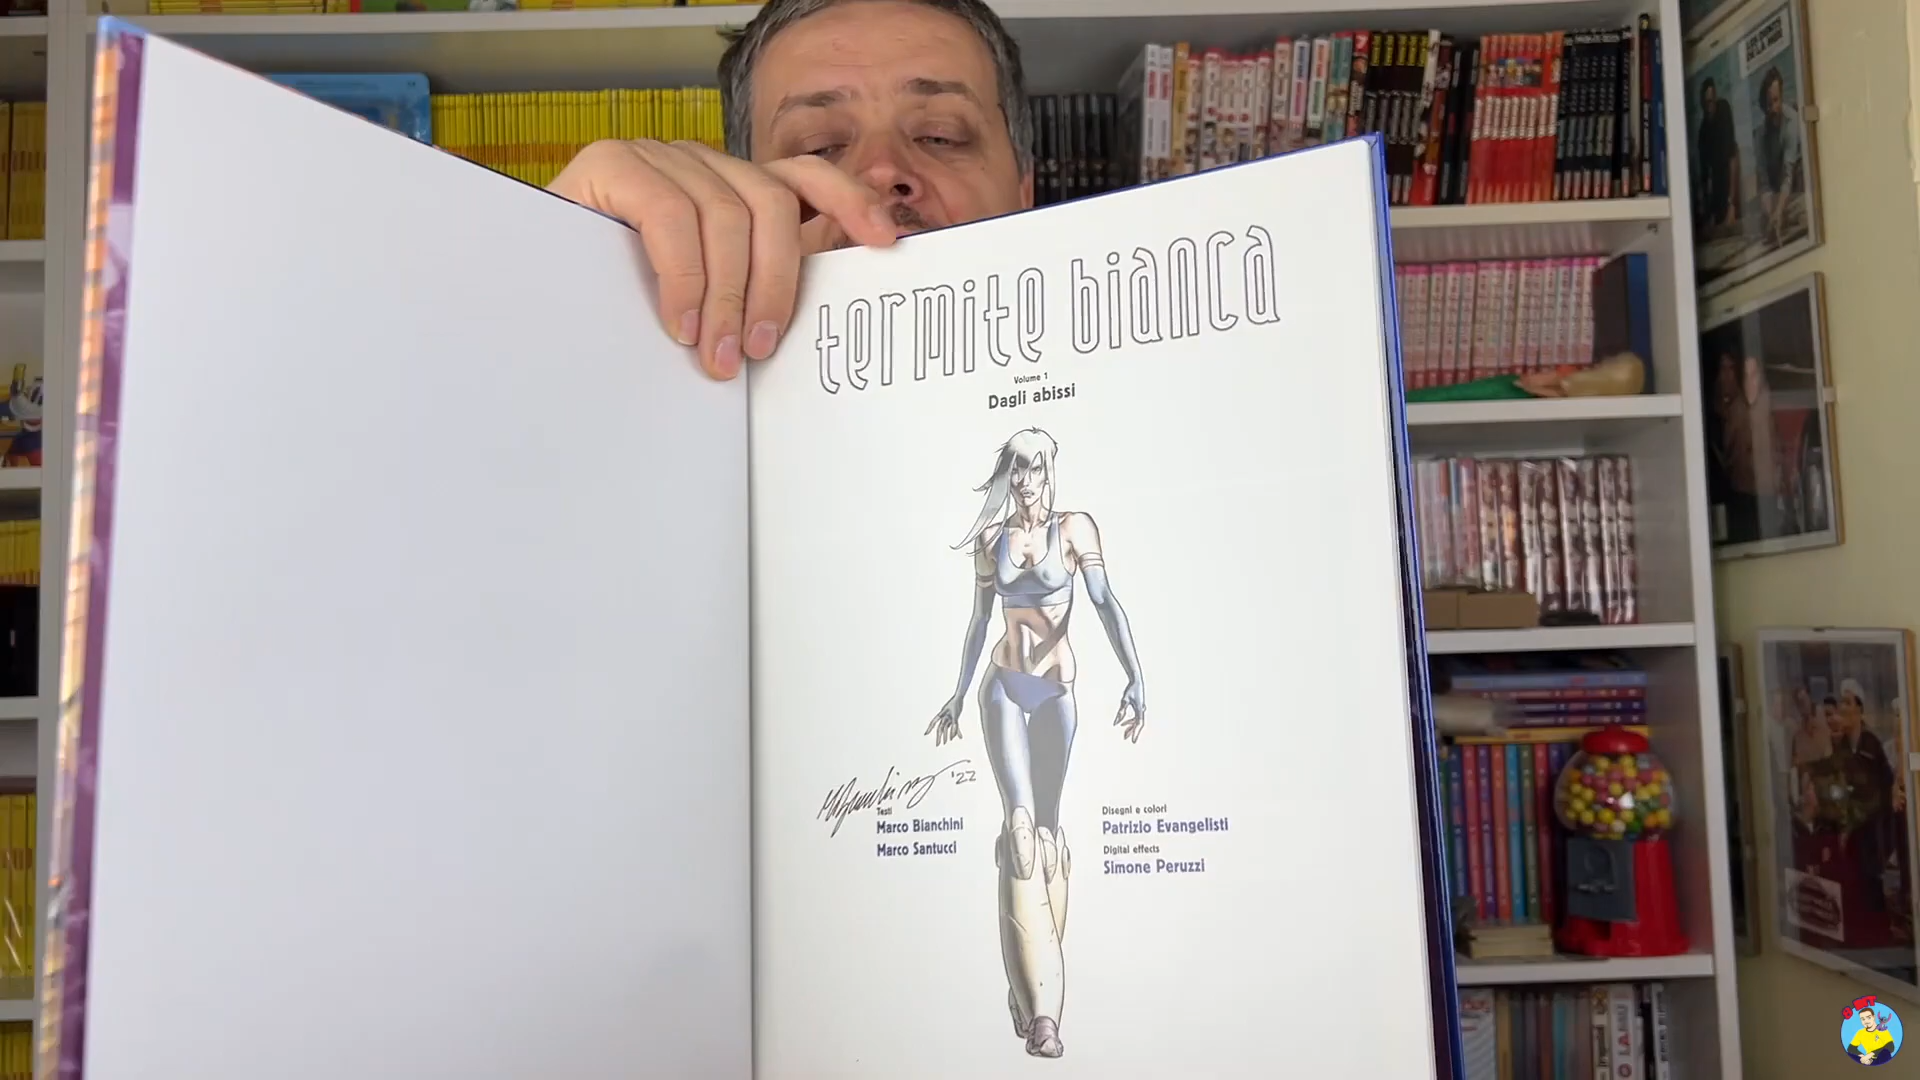 termite bianca
Volume 1
Dagli abissi
'22
Testi
Marco Bianchini
Marco Santucci
Disegni e colori
Patrizio Evangelisti
Digital effects
Simone Peruzzi